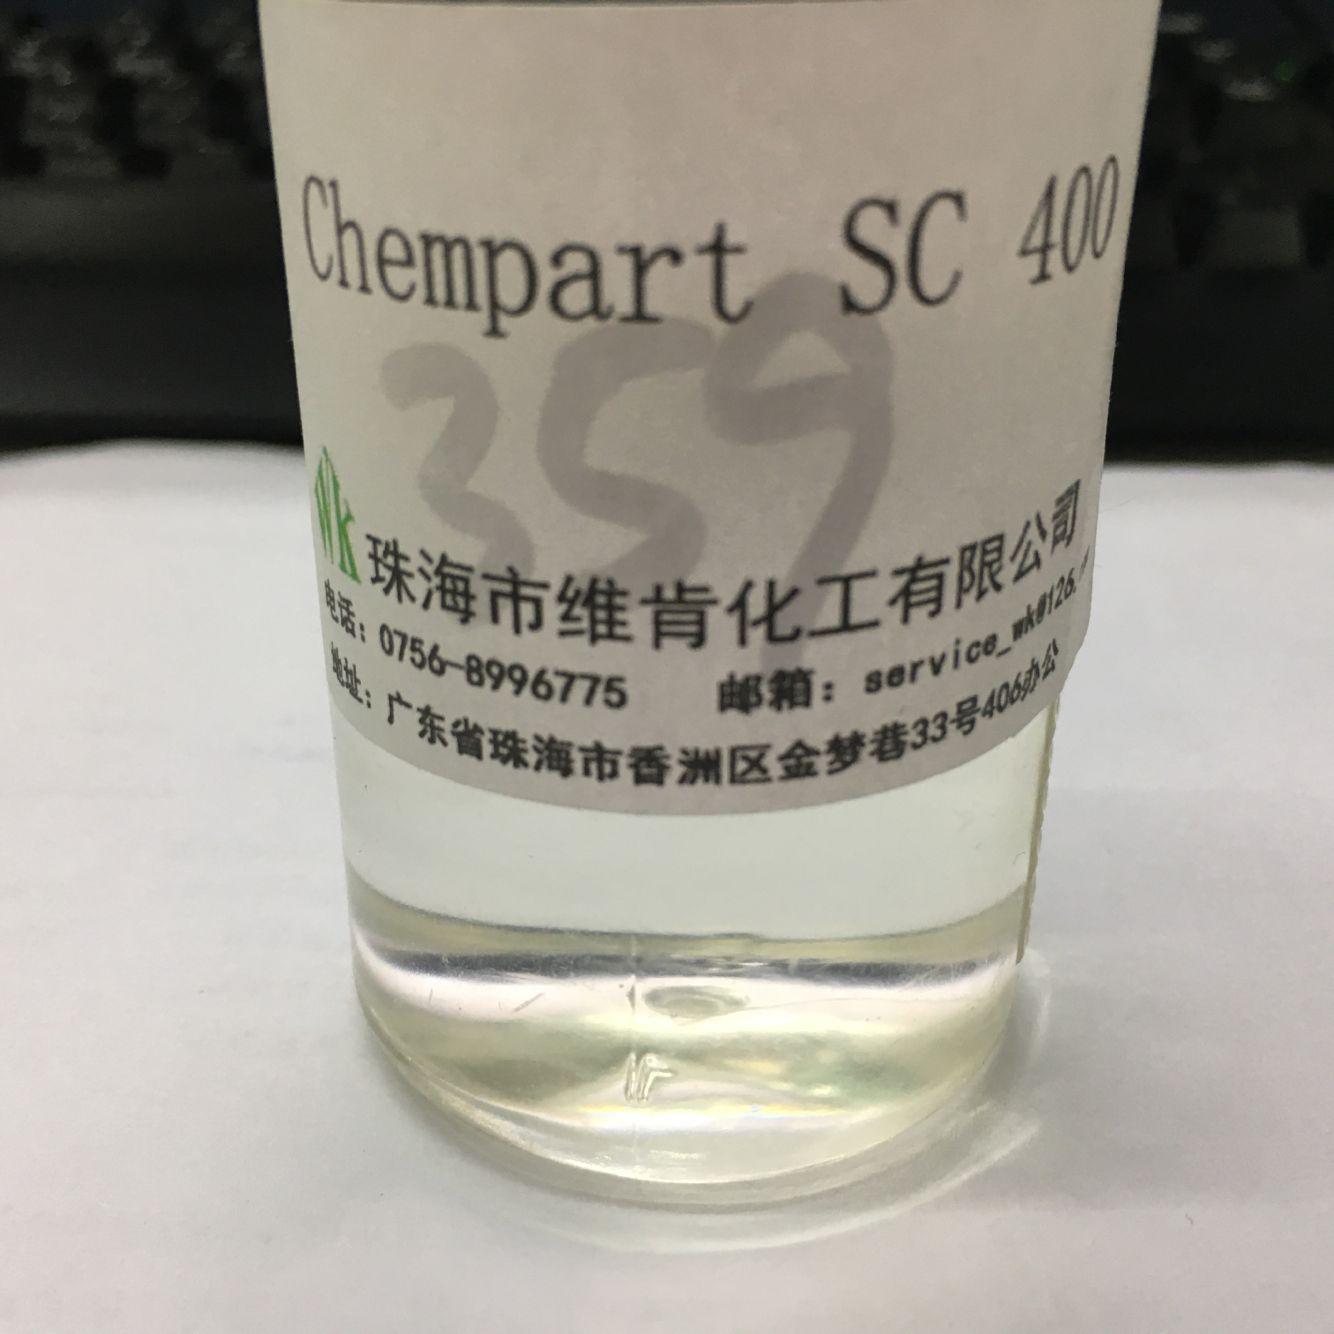 Chempart SC 400
359
Wk 珠海市维肯化工有限公司
电话: 0756-8996775 邮箱: service_wk@126.
地址: 广东省珠海市香洲区金梦巷33号406办公